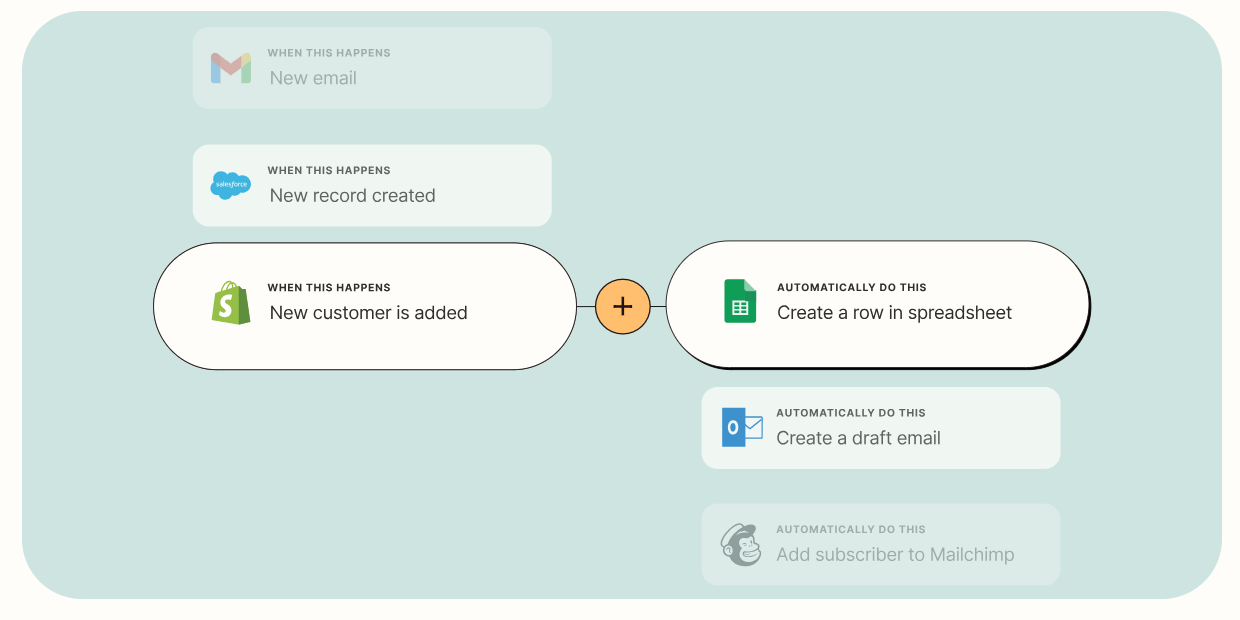 WHEN THIS HAPPENS
New email
WHEN THIS HAPPENS
salesforce
New record created
WHEN THIS HAPPENS
S
New customer is added
+
AUTOMATICALLY DO THIS
Create a row in spreadsheet
AUTOMATICALLY DO THIS
O
Create a draft email
AUTOMATICALLY DO THIS
Add subscriber to Mailchimp